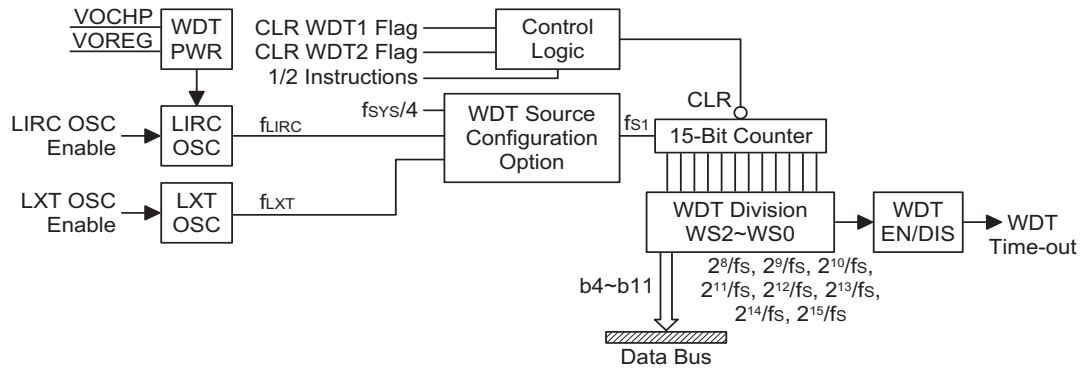 VOCHP
VOREG
WDT
PWR
CLR WDT1 Flag
CLR WDT2 Flag
1/2 Instructions
Control
Logic
CLR
LIRC OSC
Enable
LIRC
OSC
fLIRC
fSYS/4
WDT Source
Configuration
Option
fS1
15-Bit Counter
LXT OSC
Enable
LXT
OSC
fLXT
WDT Division
WS2~WS0
WDT
EN/DIS
WDT
Time-out
b4~b11
2⁸/fS, 2⁹/fS, 2¹⁰/fS,
2¹¹/fS, 2¹²/fS, 2¹³/fS,
2¹⁴/fS, 2¹⁵/fS
Data Bus